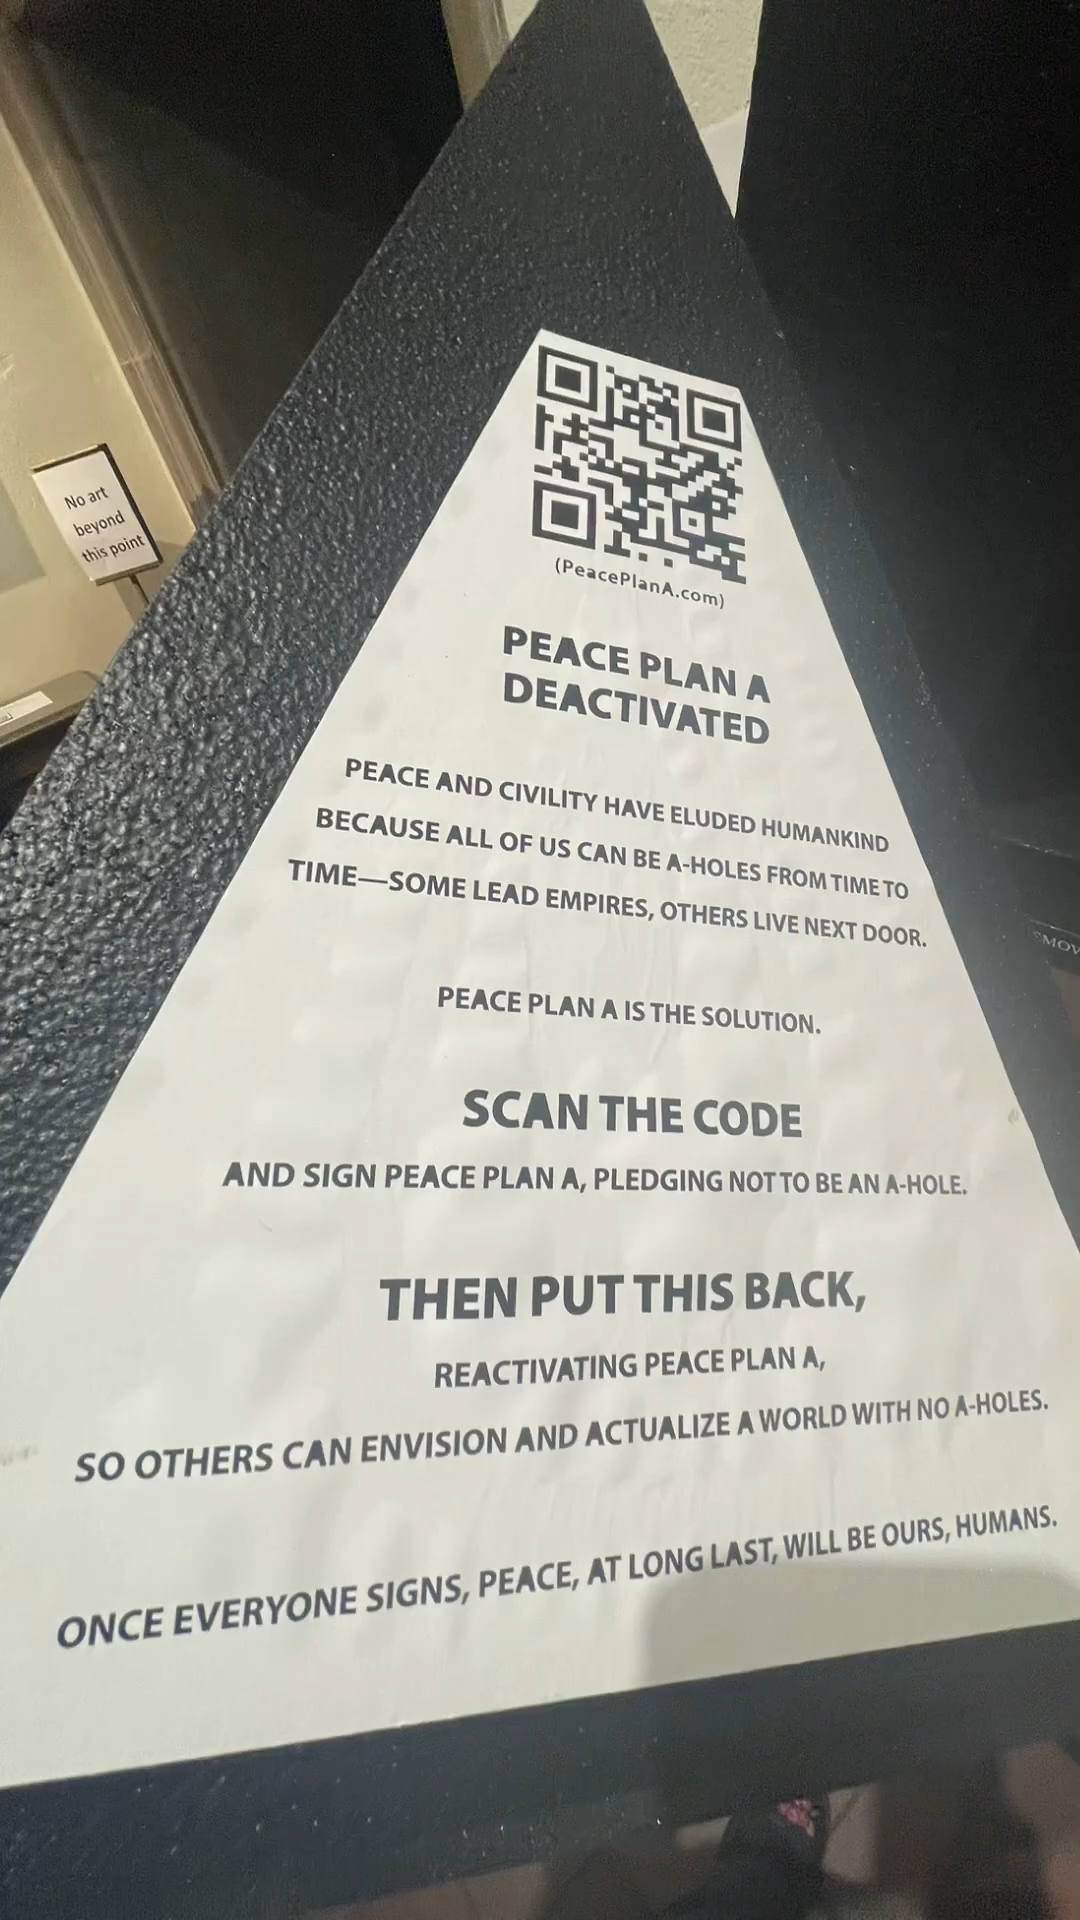 No art
beyond
this point
(PeacePlanA.com)
PEACE PLAN A
DEACTIVATED
PEACE AND CIVILITY HAVE ELUDED HUMANKIND
BECAUSE ALL OF US CAN BE A-HOLES FROM TIME TO
TIME—SOME LEAD EMPIRES, OTHERS LIVE NEXT DOOR.
PEACE PLAN A IS THE SOLUTION.
SCAN THE CODE
AND SIGN PEACE PLAN A, PLEDGING NOT TO BE AN A-HOLE.
THEN PUT THIS BACK,
REACTIVATING PEACE PLAN A,
SO OTHERS CAN ENVISION AND ACTUALIZE A WORLD WITH NO A-HOLES.
ONCE EVERYONE SIGNS, PEACE, AT LONG LAST, WILL BE OURS, HUMANS.